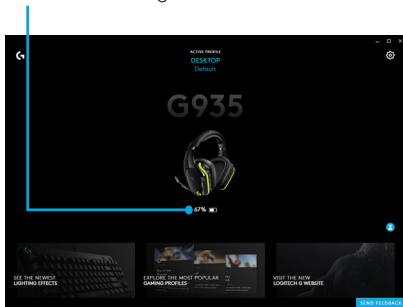 ACTIVE PROFILE
DESKTOP
Default
G935
67%
SEE THE NEWEST
LIGHTING EFFECTS
EXPLORE THE MOST POPULAR
GAMING PROFILES
VISIT THE NEW
LOGITECH G WEBSITE
SEND FEEDBACK